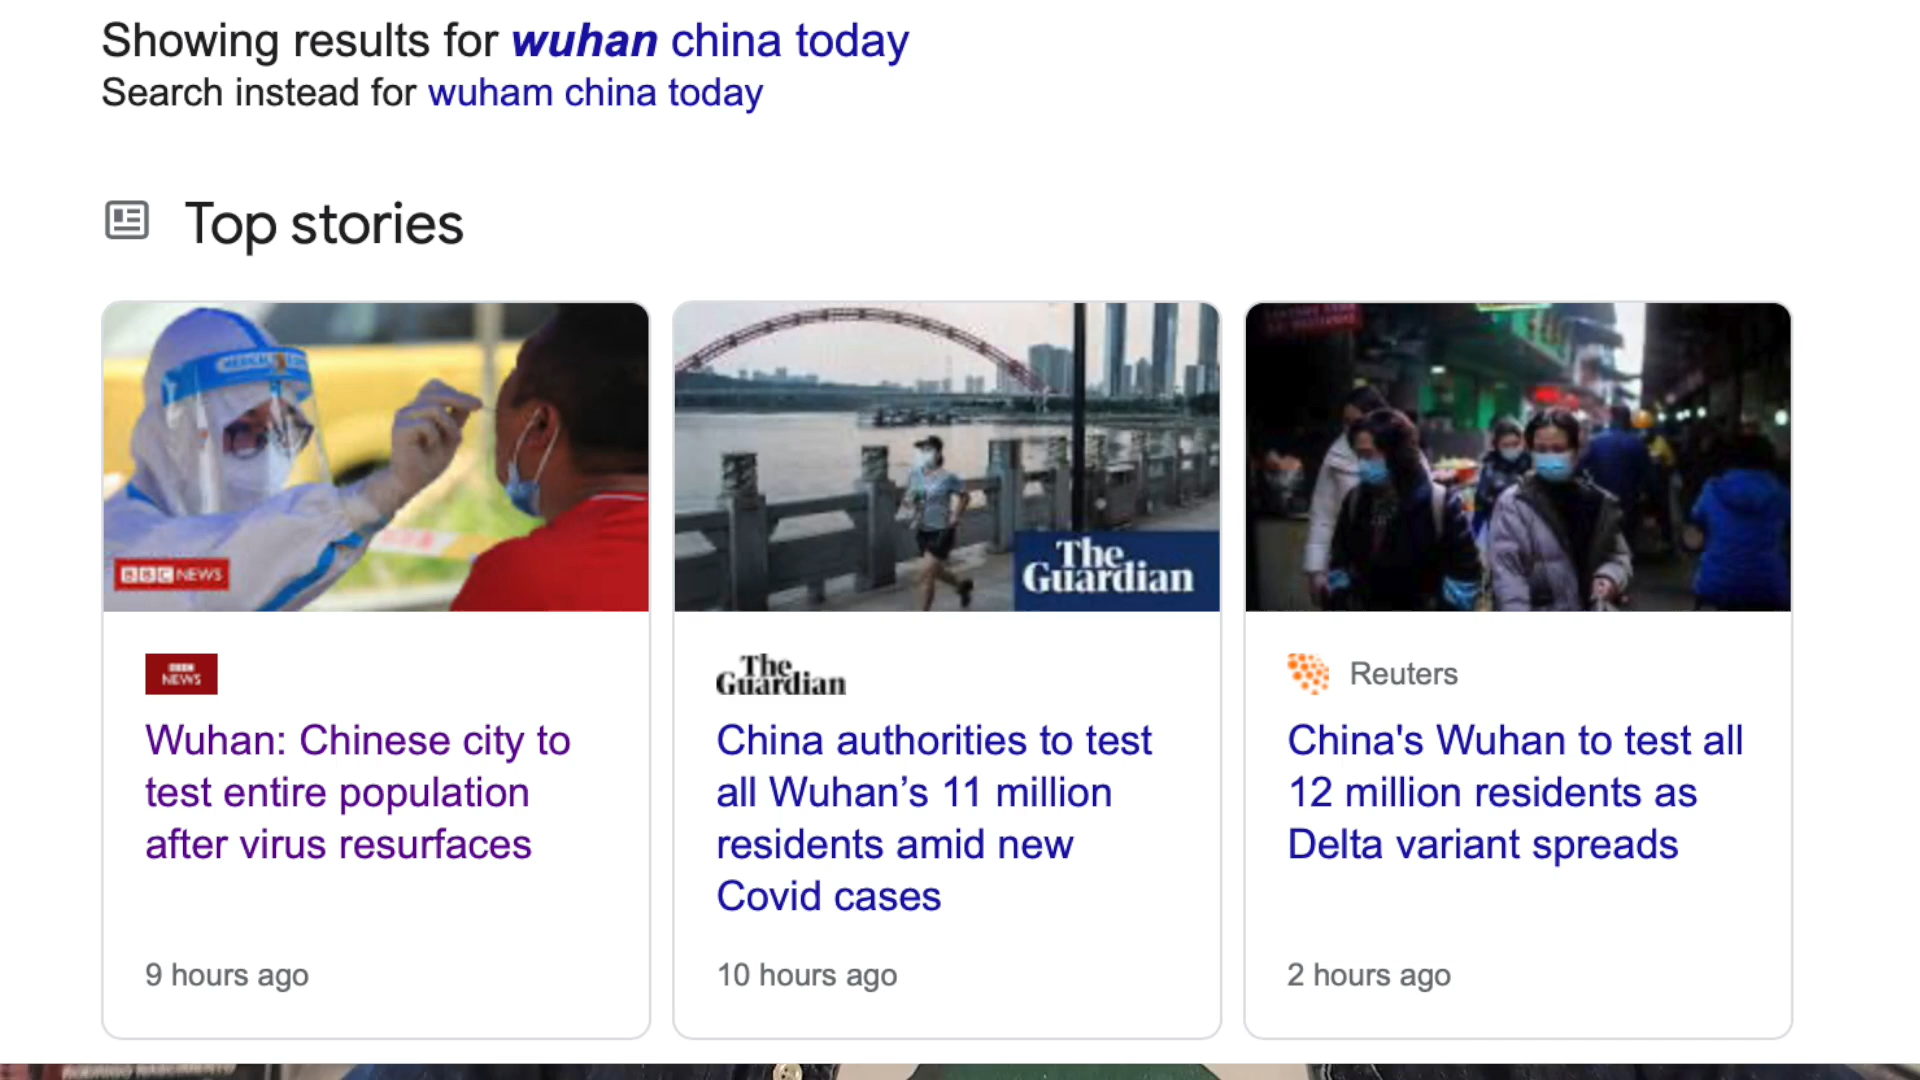 Showing results for wuhan china today
Search instead for wuham china today
Top stories
MEDICAL
BBC NEWS
The
Guardian
BBC
NEWS
Wuhan: Chinese city to
test entire population
after virus resurfaces
9 hours ago
The
Guardian
China authorities to test
all Wuhan’s 11 million
residents amid new
Covid cases
10 hours ago
Reuters
China's Wuhan to test all
12 million residents as
Delta variant spreads
2 hours ago